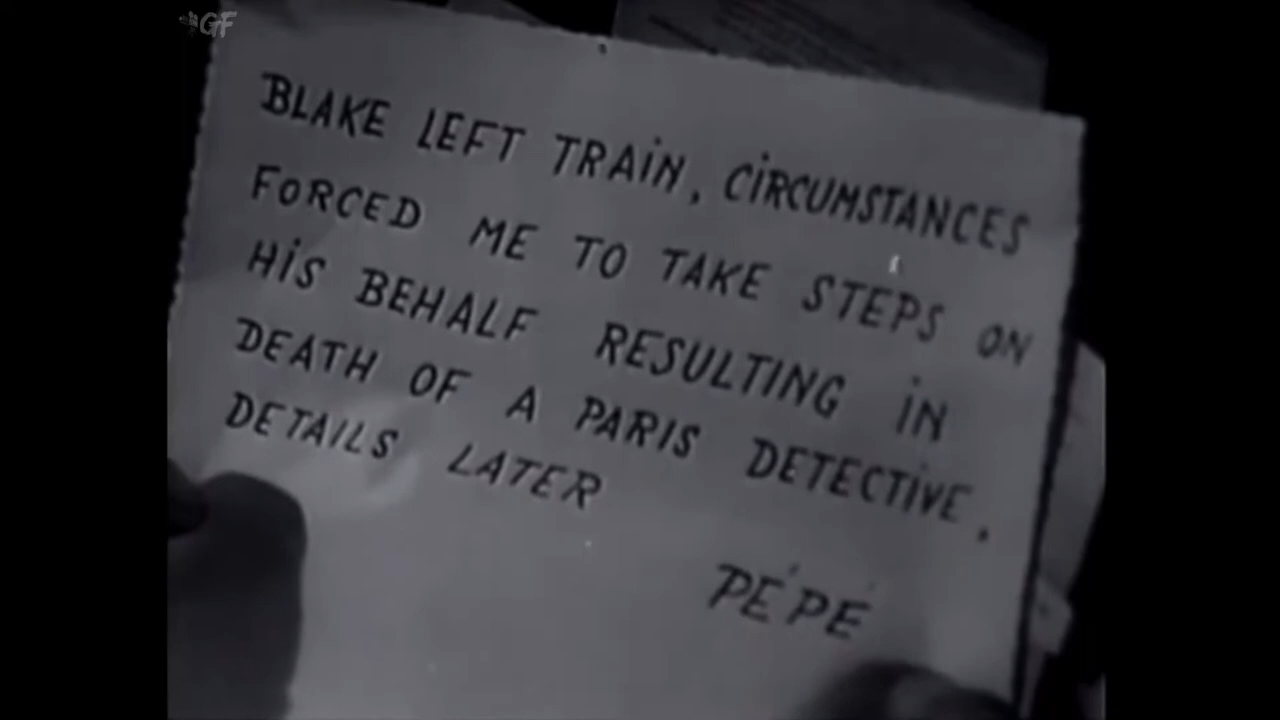 GF
BLAKE LEFT TRAiN, CiRCUMSTANCES
FORCED ME TO TAKE STEPS ON
HiS BEHALF RESULTING iN
DEATH OF A PARIS DETECTiVE,
DETAILS LATER
PÉPÉ